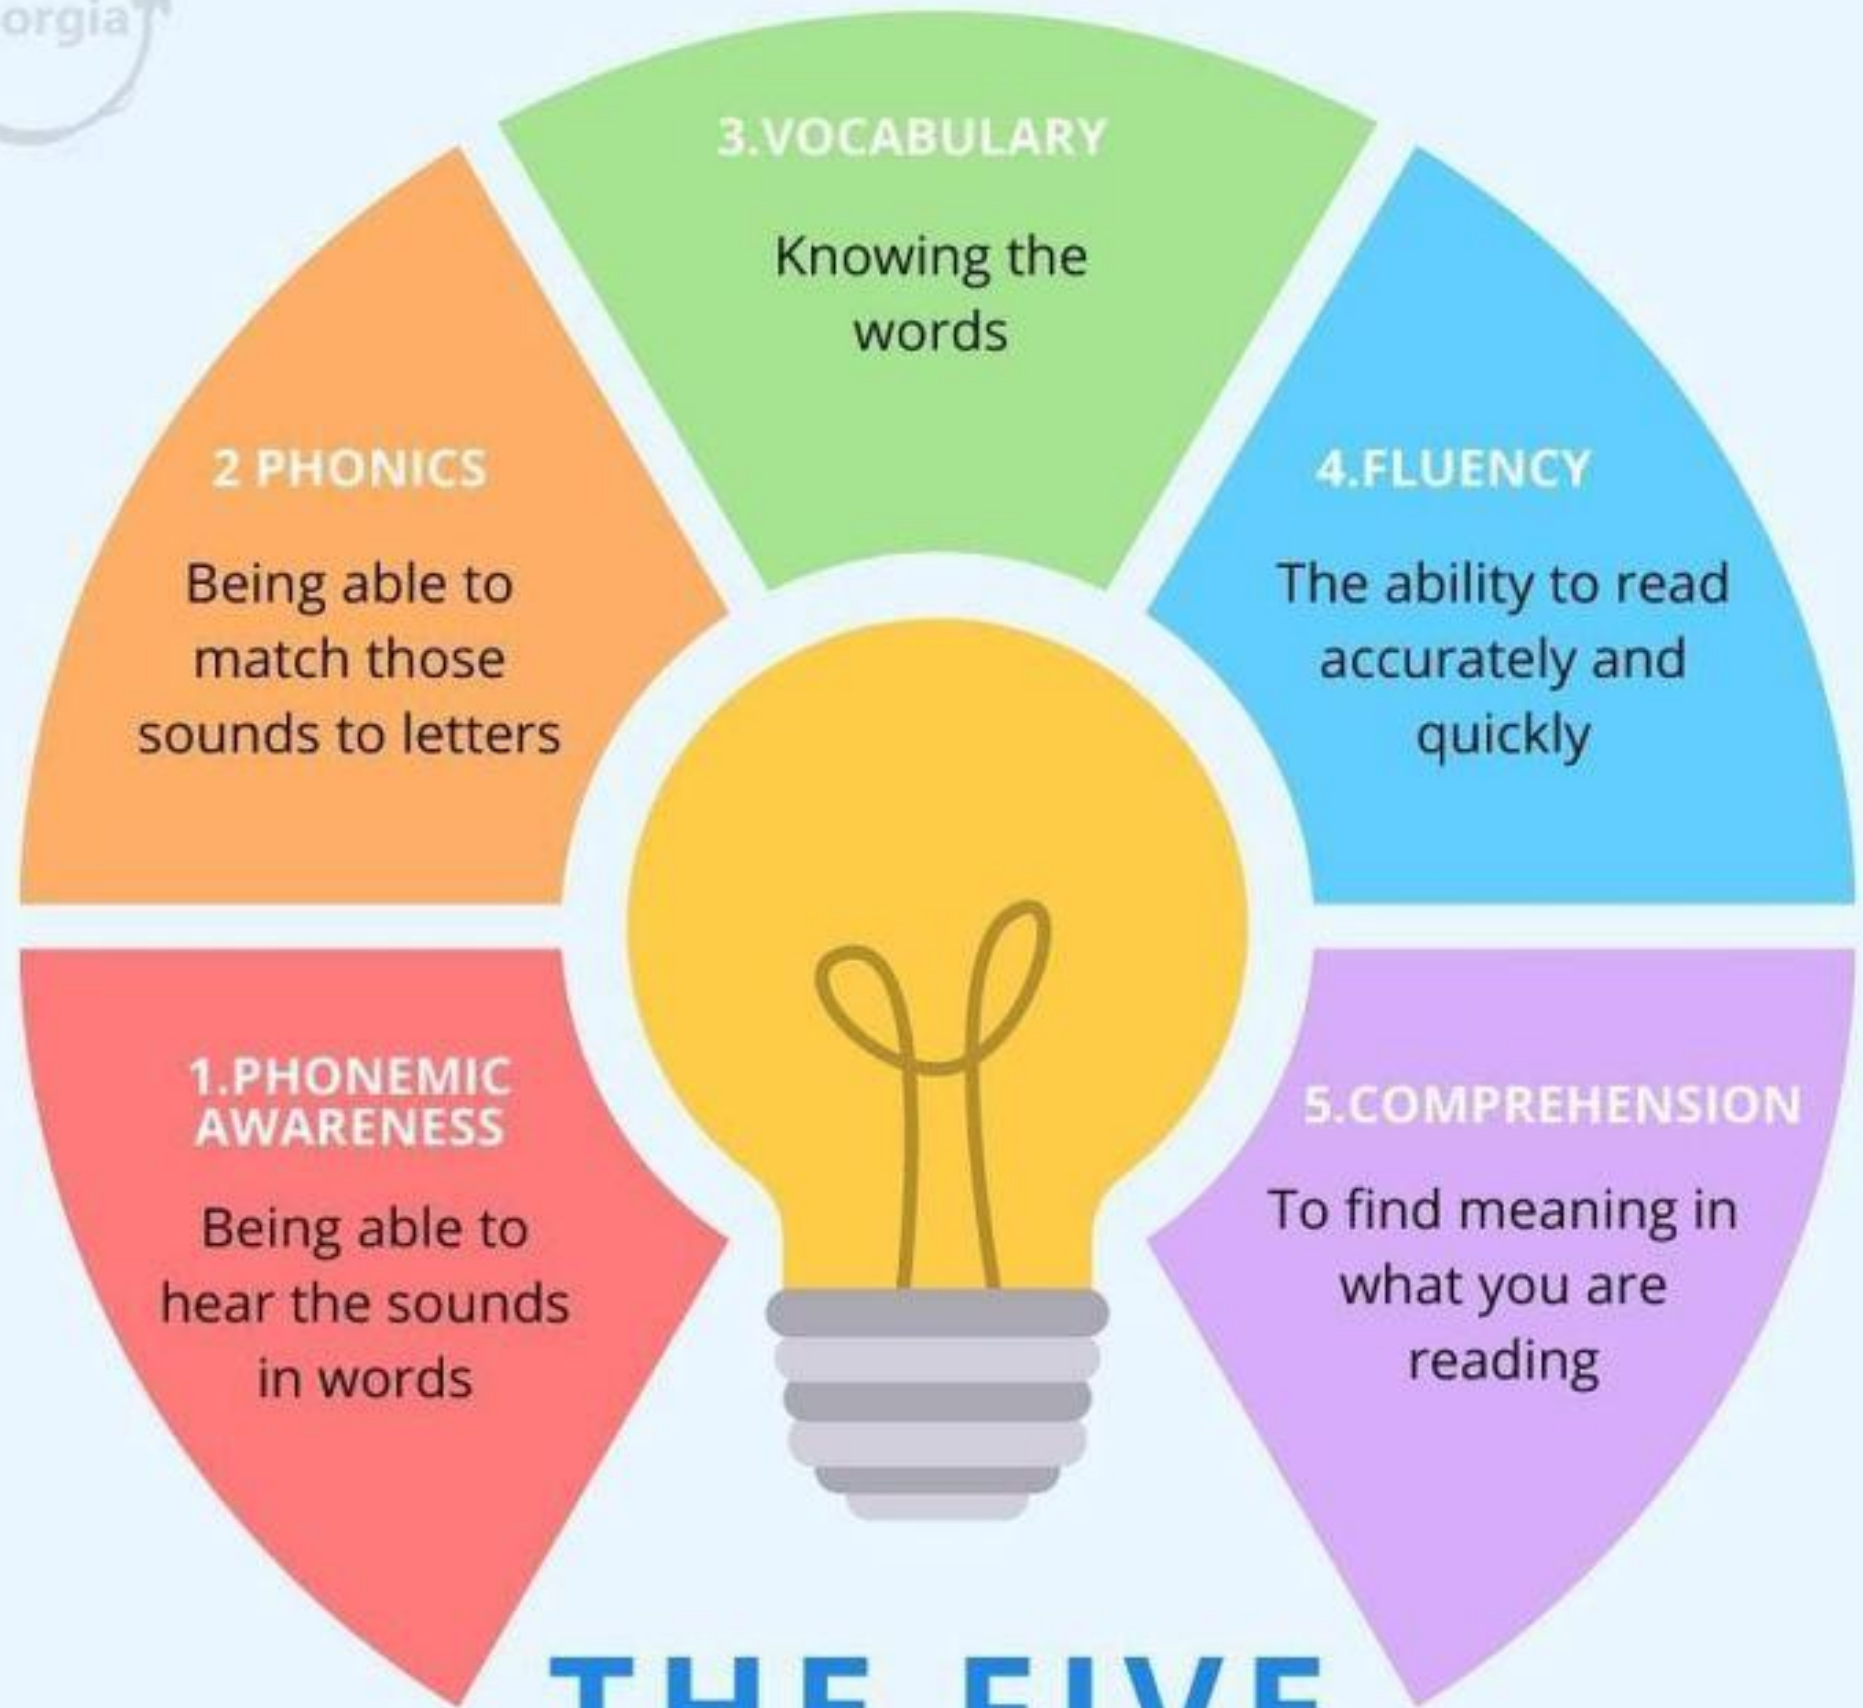 orgia
3.VOCABULARY
Knowing the
words
2 PHONICS
Being able to
match those
sounds to letters
4.FLUENCY
The ability to read
accurately and
quickly
1.PHONEMIC
AWARENESS
Being able to
hear the sounds
in words
5.COMPREHENSION
To find meaning in
what you are
reading
THE FIVE